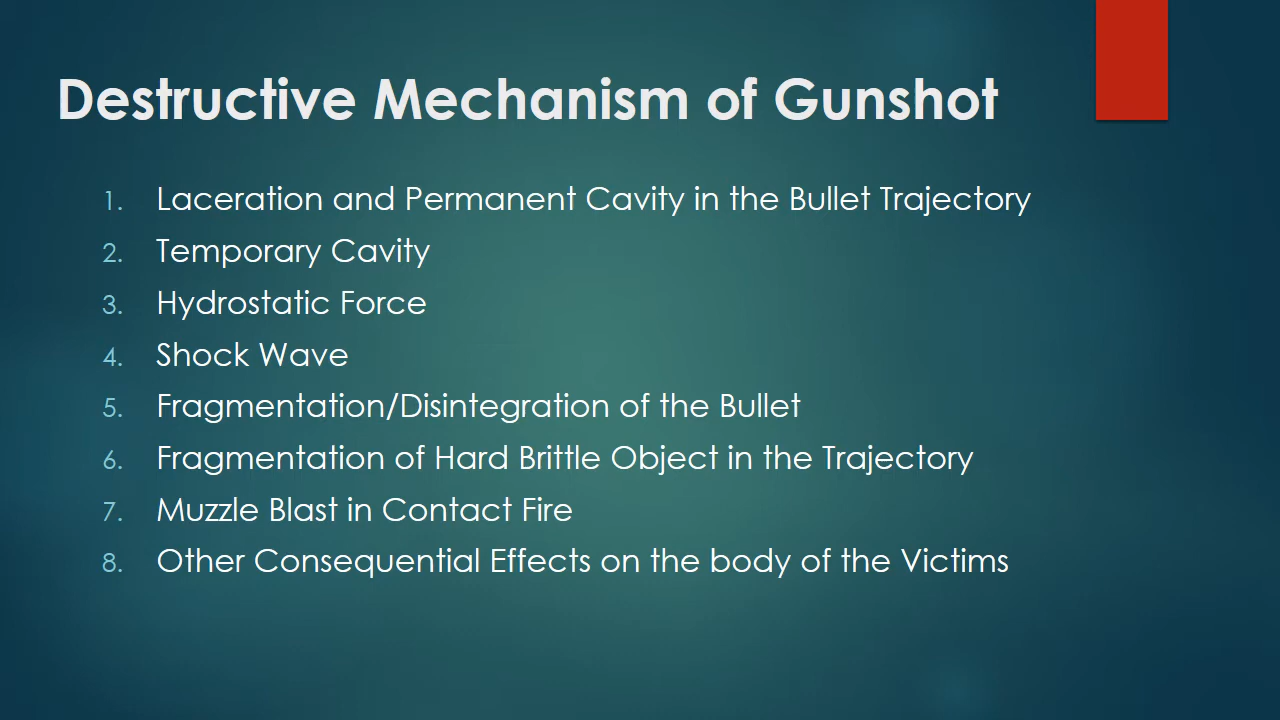 Destructive Mechanism of Gunshot
1. Laceration and Permanent Cavity in the Bullet Trajectory
2. Temporary Cavity
3. Hydrostatic Force
4. Shock Wave
5. Fragmentation/Disintegration of the Bullet
6. Fragmentation of Hard Brittle Object in the Trajectory
7. Muzzle Blast in Contact Fire
8. Other Consequential Effects on the body of the Victims